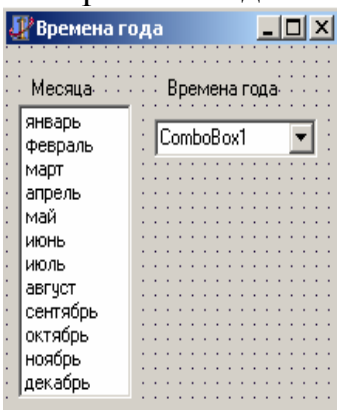 Времена года
Месяца
Времена года
ComboBox1
январь
февраль
март
апрель
май
июнь
июль
август
сентябрь
октябрь
ноябрь
декабрь